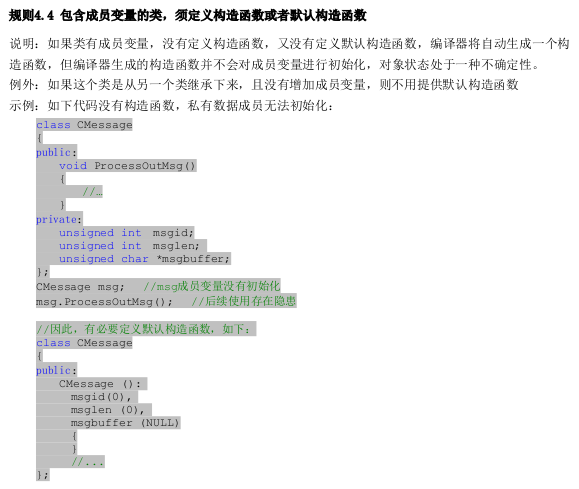 规则4.4 包含成员变量的类，须定义构造函数或者默认构造函数
说明：如果类有成员变量，没有定义构造函数，又没有定义默认构造函数，编译器将自动生成一个构
造函数，但编译器生成的构造函数并不会对成员变量进行初始化，对象状态处于一种不确定性。
例外：如果这个类是从另一个类继承下来，且没有增加成员变量，则不用提供默认构造函数
示例：如下代码没有构造函数，私有数据成员无法初始化：
class CMessage
{
public:
void ProcessOutMsg()
{
//…
}
private:
unsigned int msgid;
unsigned int msglen;
unsigned char *msgbuffer;
};
CMessage msg; //msg成员变量没有初始化
msg.ProcessOutMsg(); //后续使用存在隐患
//因此，有必要定义默认构造函数，如下：
class CMessage
{
public:
CMessage ():
msgid(0),
msglen (0),
msgbuffer (NULL)
{
}
//...
};